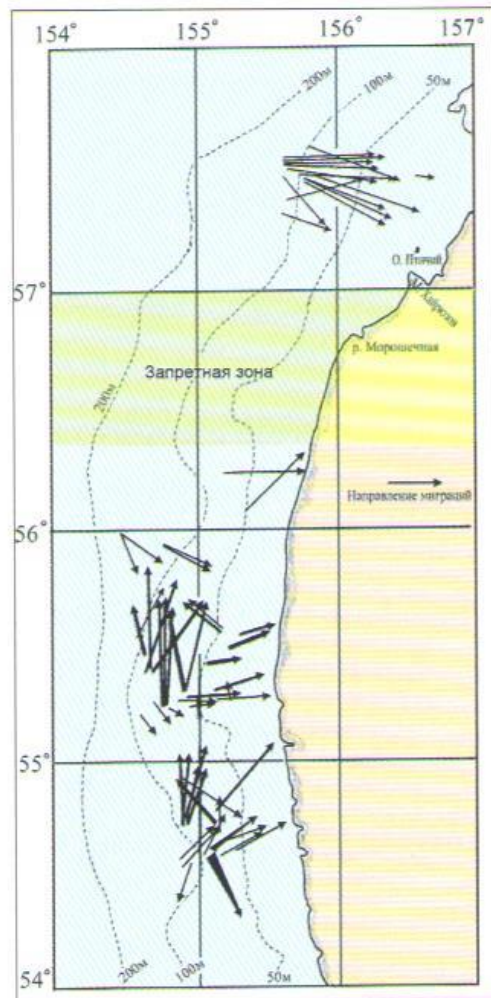 154° 155° 156° 157°
200м
100м
50м
О. Птичий
57°
р. Морошечная
Запретная зона
200м
Направление миграций
56°
55°
54°
200м
100м
50м